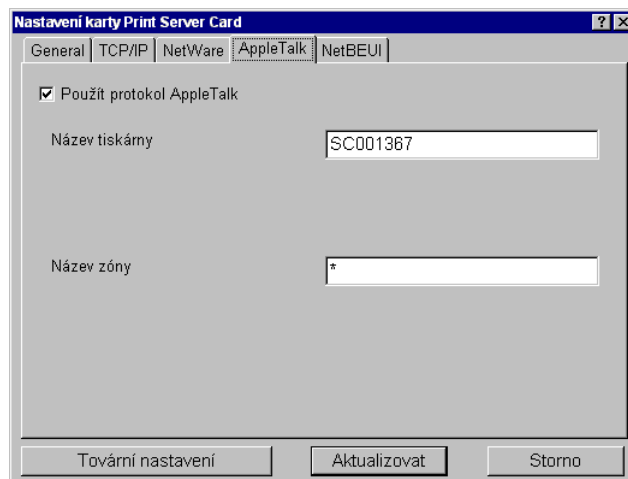 Nastavení karty Print Server Card
General TCP/IP NetWare AppleTalk NetBEUI
Použít protokol AppleTalk
Název tiskárny SC001367
Název zóny *
Tovární nastavení Aktualizovat Storno